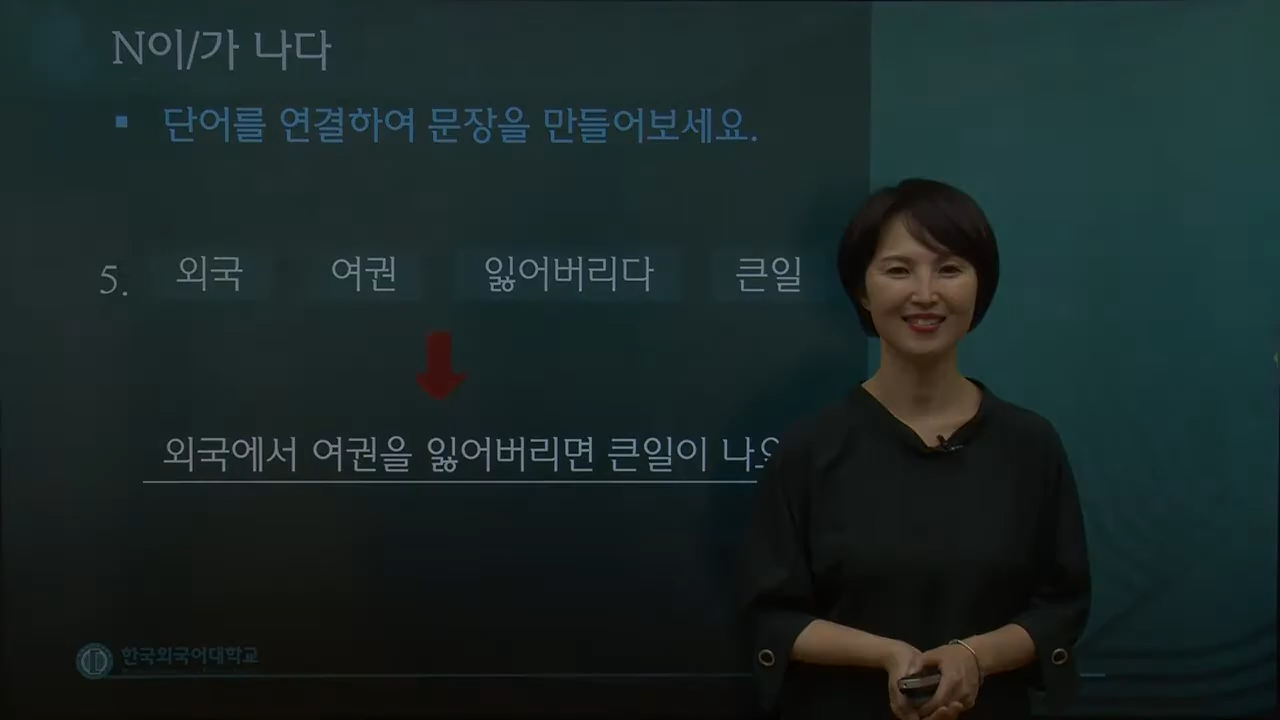 N이/가 나다
▪ 단어를 연결하여 문장을 만들어보세요.
5. 외국 여권 잃어버리다 큰일
외국에서 여권을 잃어버리면 큰일이
한국외국어대학교